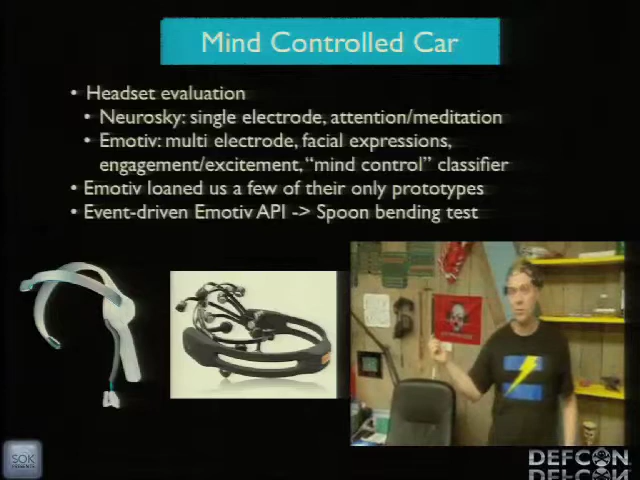 Mind Controlled Car
• Headset evaluation
• Neurosky: single electrode, attention/meditation
• Emotiv: multi electrode, facial expressions,
engagement/excitement, “mind control” classifier
• Emotiv loaned us a few of their only prototypes
• Event-driven Emotiv API -> Spoon bending test
SOK
DEFCON